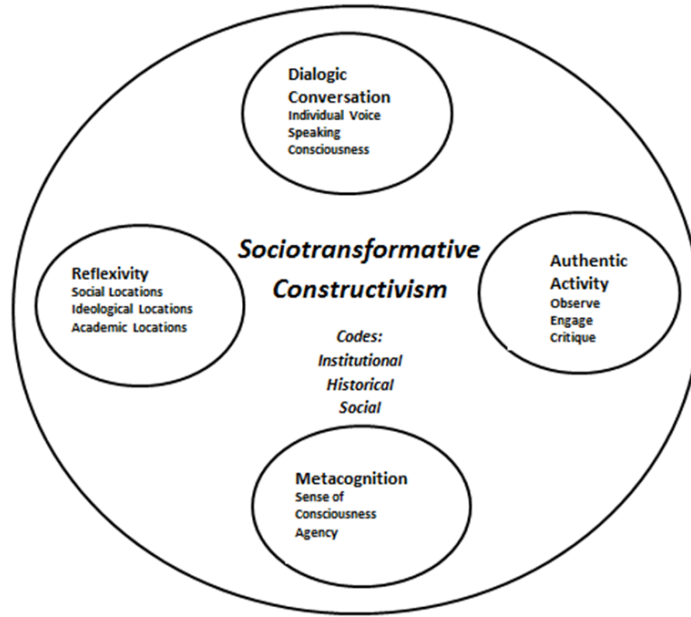 Dialogic
Conversation
Individual Voice
Speaking
Consciousness
Sociotransformative
Constructivism
Codes:
Institutional
Historical
Social
Reflexivity
Social Locations
Ideological Locations
Academic Locations
Authentic
Activity
Observe
Engage
Critique
Metacognition
Sense of
Consciousness
Agency